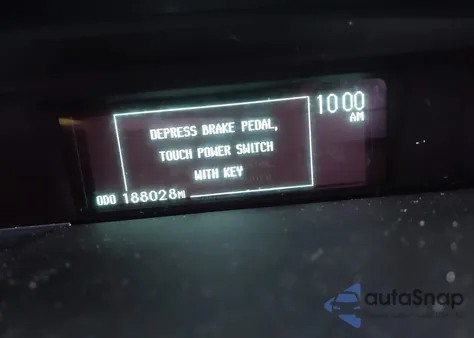 DEPRESS BRAKE PEDAL,
TOUCH POWER SWITCH
WITH KEY
10 00
AM
ODO 188028MI
autoSnap